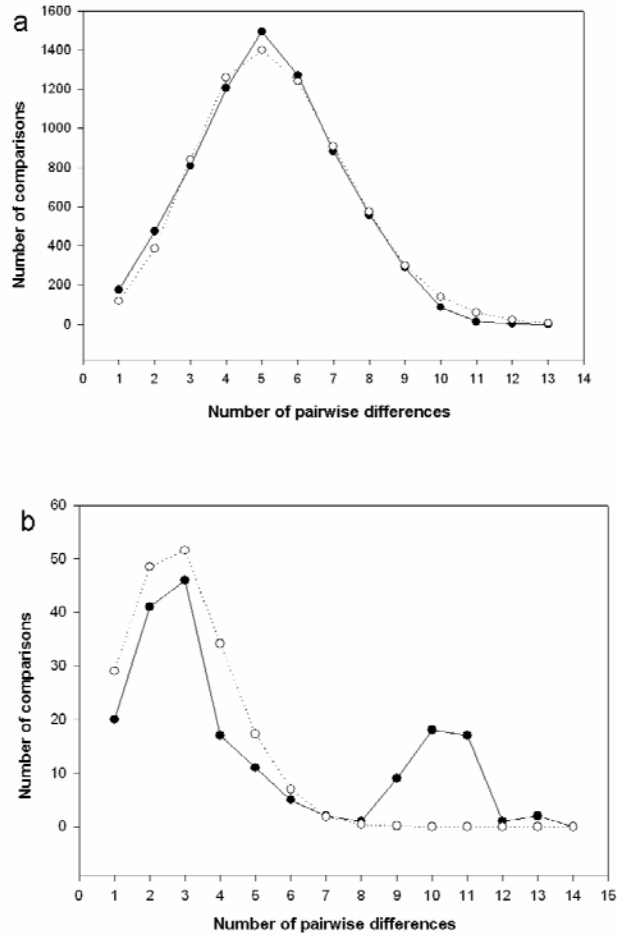 a
1600
1400
1200
1000
800
600
400
200
0
Number of comparisons
0 1 2 3 4 5 6 7 8 9 10 11 12 13 14
Number of pairwise differences
b
60
50
40
30
20
10
0
Number of comparisons
0 1 2 3 4 5 6 7 8 9 10 11 12 13 14 15
Number of pairwise differences